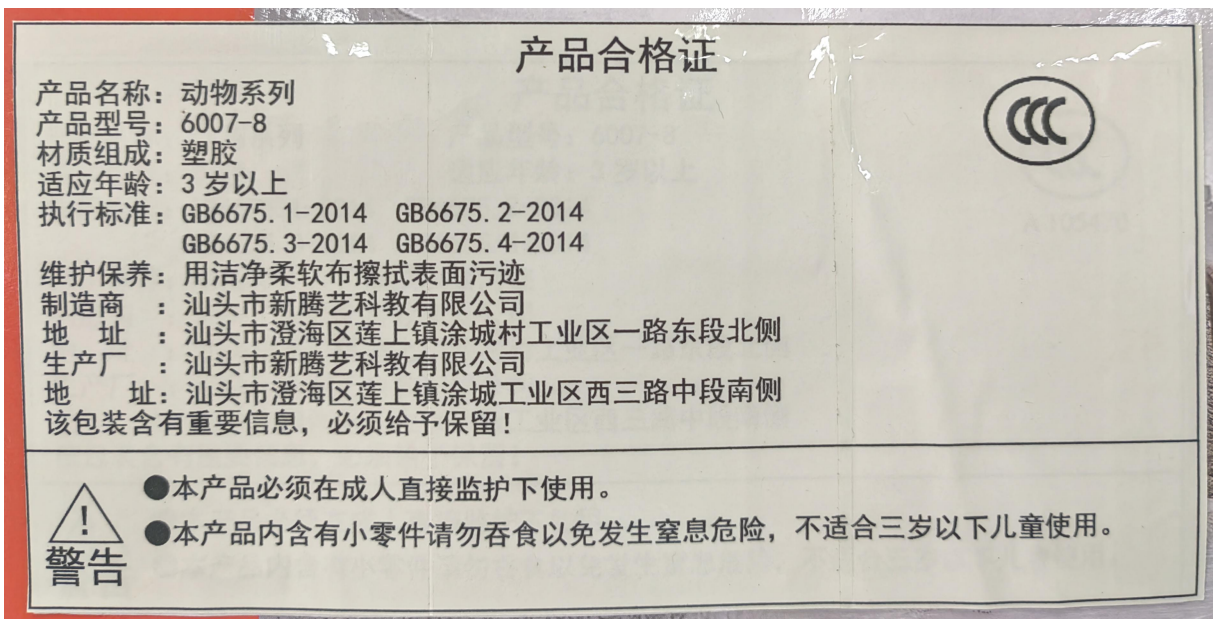 产品合格证
产品名称：动物系列
产品型号：6007-8
材质组成：塑胶
适应年龄：3岁以上
执行标准：GB6675.1-2014 GB6675.2-2014
GB6675.3-2014 GB6675.4-2014
维护保养：用洁净柔软布擦拭表面污迹
制造商 ：汕头市新腾艺科教有限公司
地 址 ：汕头市澄海区莲上镇涂城村工业区一路东段北侧
生产厂 ：汕头市新腾艺科教有限公司
地 址：汕头市澄海区莲上镇涂城工业区西三路中段南侧
该包装含有重要信息，必须给予保留！
CCC
●本产品必须在成人直接监护下使用。
●本产品内含有小零件请勿吞食以免发生窒息危险，不适合三岁以下儿童使用。
警告